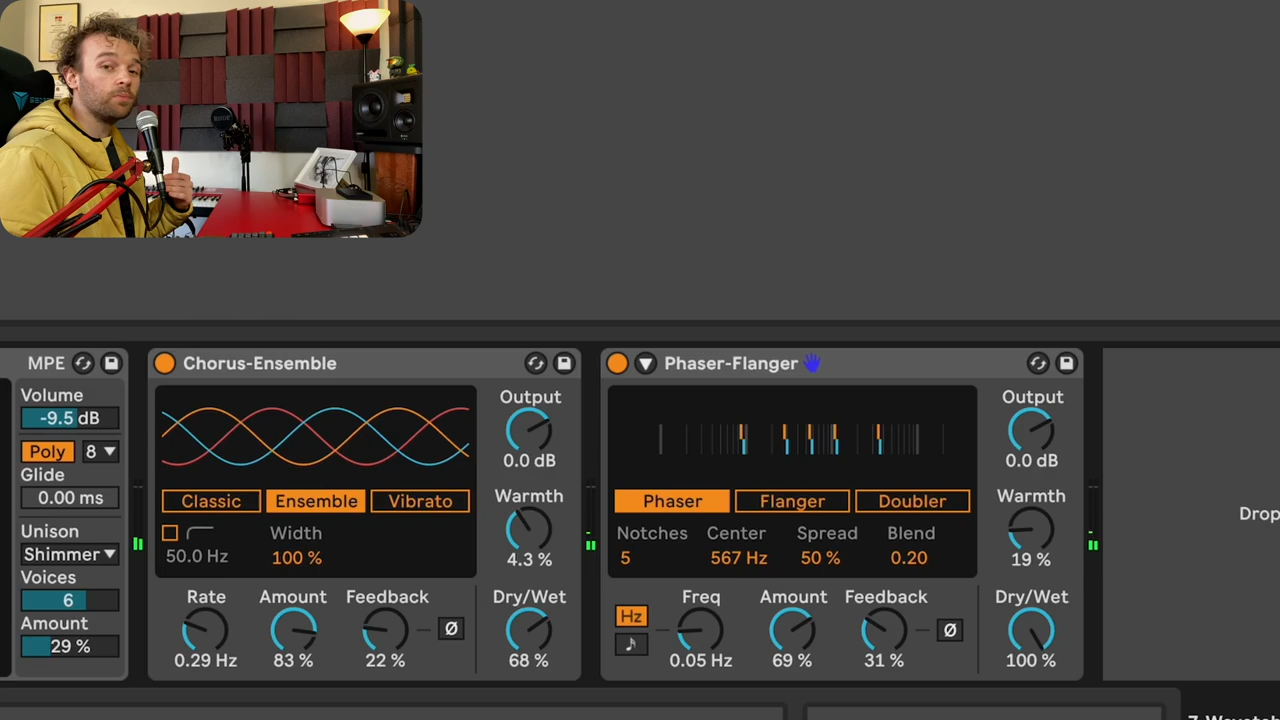 MPE
Volume
-9.5 dB
Poly 8
Glide
0.00 ms
Unison
Shimmer
Voices
6
Amount
29 %
Chorus-Ensemble
Output
0.0 dB
Classic Ensemble Vibrato
Warmth
4.3 %
50.0 Hz
Width
100 %
Rate Amount Feedback Dry/Wet
Ø
0.29 Hz 83 % 22 % 68 %
Phaser-Flanger
Output
0.0 dB
Phaser Flanger Doubler
Warmth
19 %
Notches Center Spread Blend
5 567 Hz 50 % 0.20
Hz
Freq Amount Feedback Dry/Wet
Ø
0.05 Hz 69 % 31 % 100 %
Drop